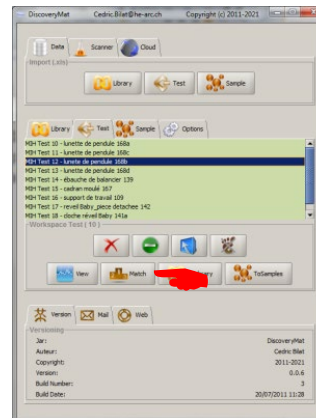 DiscoveryMat Cedric.Bilat@he-arc.ch Copyright (c) 2011-2021
Data Scanner Cloud
Import (.xls)
Library Test Sample
Library Test Sample Options
MIH Test 10 - lunette de pendule 168a
MIH Test 11 - lunette de pendule 168c
MIH Test 12 - lunete de pendule 168b
MIH Test 13 - lunette de pendule 168d
MIH Test 14 - ébauche de balancier 139
MIH Test 15 - cadran moulé 167
MIH Test 16 - support de travail 109
MIH Test 17 - reveil Baby_piece detachee 142
MIH Test 18 - cloche réveil Baby 141a
Workspace Test ( 10 )
View Match ToSamples
Version Mail Web
Versioning
Jar: DiscoveryMat
Auteur: Cedric Bilat
Copyright: 2011-2021
Version: 0.0.6
Build Number: 3
Build Date: 20/07/2011 11:28